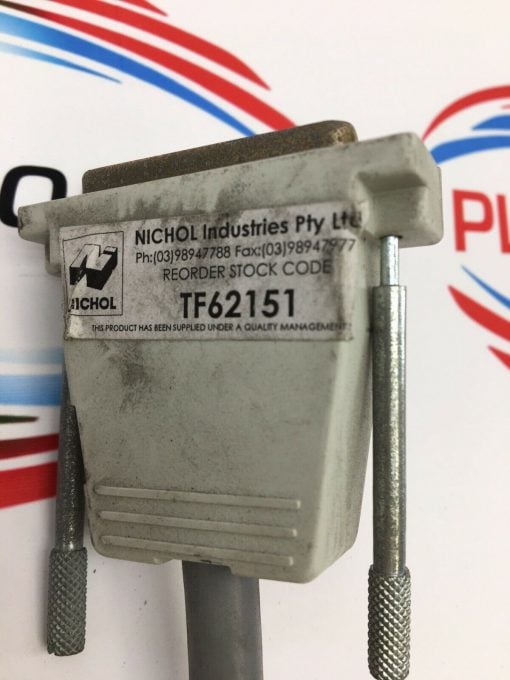 NICHOL Industries Pty Ltd
Ph:(03)98947788 Fax:(03)98947977
REORDER STOCK CODE
NICHOL
TF62151
THIS PRODUCT HAS BEEN SUPPLIED UNDER A QUALITY MANAGEMENT
O
PL